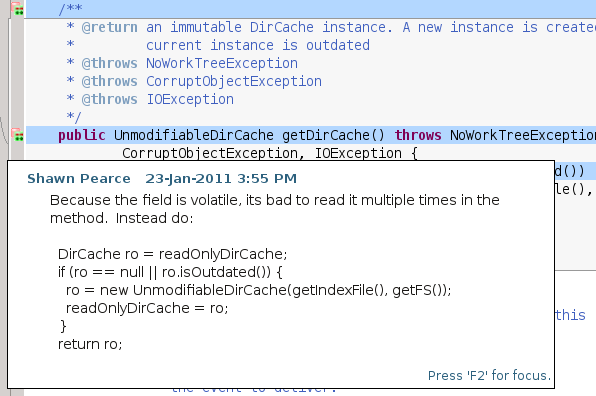 /**
* @return an immutable DirCache instance. A new instance is create
* current instance is outdated
* @throws NoWorkTreeException
* @throws CorruptObjectException
* @throws IOException
*/
public UnmodifiableDirCache getDirCache() throws NoWorkTreeException
CorruptObjectException, IOException {
d())
le(),
Shawn Pearce 23-Jan-2011 3:55 PM
Because the field is volatile, its bad to read it multiple times in the
method. Instead do:
DirCache ro = readOnlyDirCache;
if (ro == null || ro.isOutdated()) {
ro = new UnmodifiableDirCache(getIndexFile(), getFS());
readOnlyDirCache = ro;
}
return ro;
this
Press 'F2' for focus.
the event to deliver.